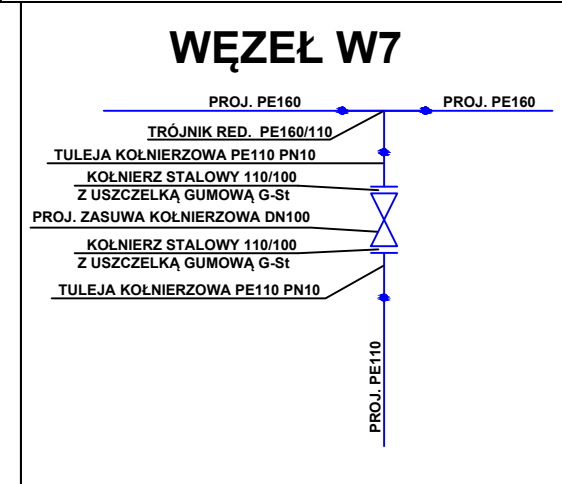 WĘZEŁ W7
PROJ. PE160
PROJ. PE160
TRÓJNIK RED. PE160/110
TULEJA KOŁNIERZOWA PE110 PN10
KOŁNIERZ STALOWY 110/100
Z USZCZELKĄ GUMOWĄ G-St
PROJ. ZASUWA KOŁNIERZOWA DN100
KOŁNIERZ STALOWY 110/100
Z USZCZELKĄ GUMOWĄ G-St
TULEJA KOŁNIERZOWA PE110 PN10
PROJ. PE110